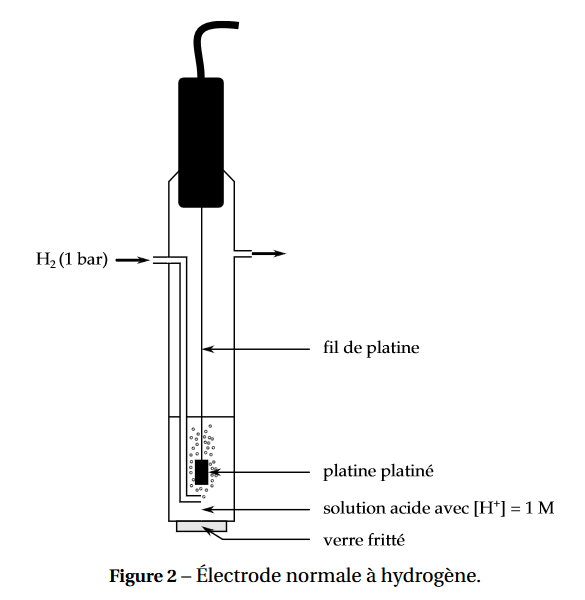 H₂ (1 bar)
fil de platine
platine platiné
solution acide avec [H⁺] = 1 M
verre fritté
Figure 2 – Électrode normale à hydrogène.